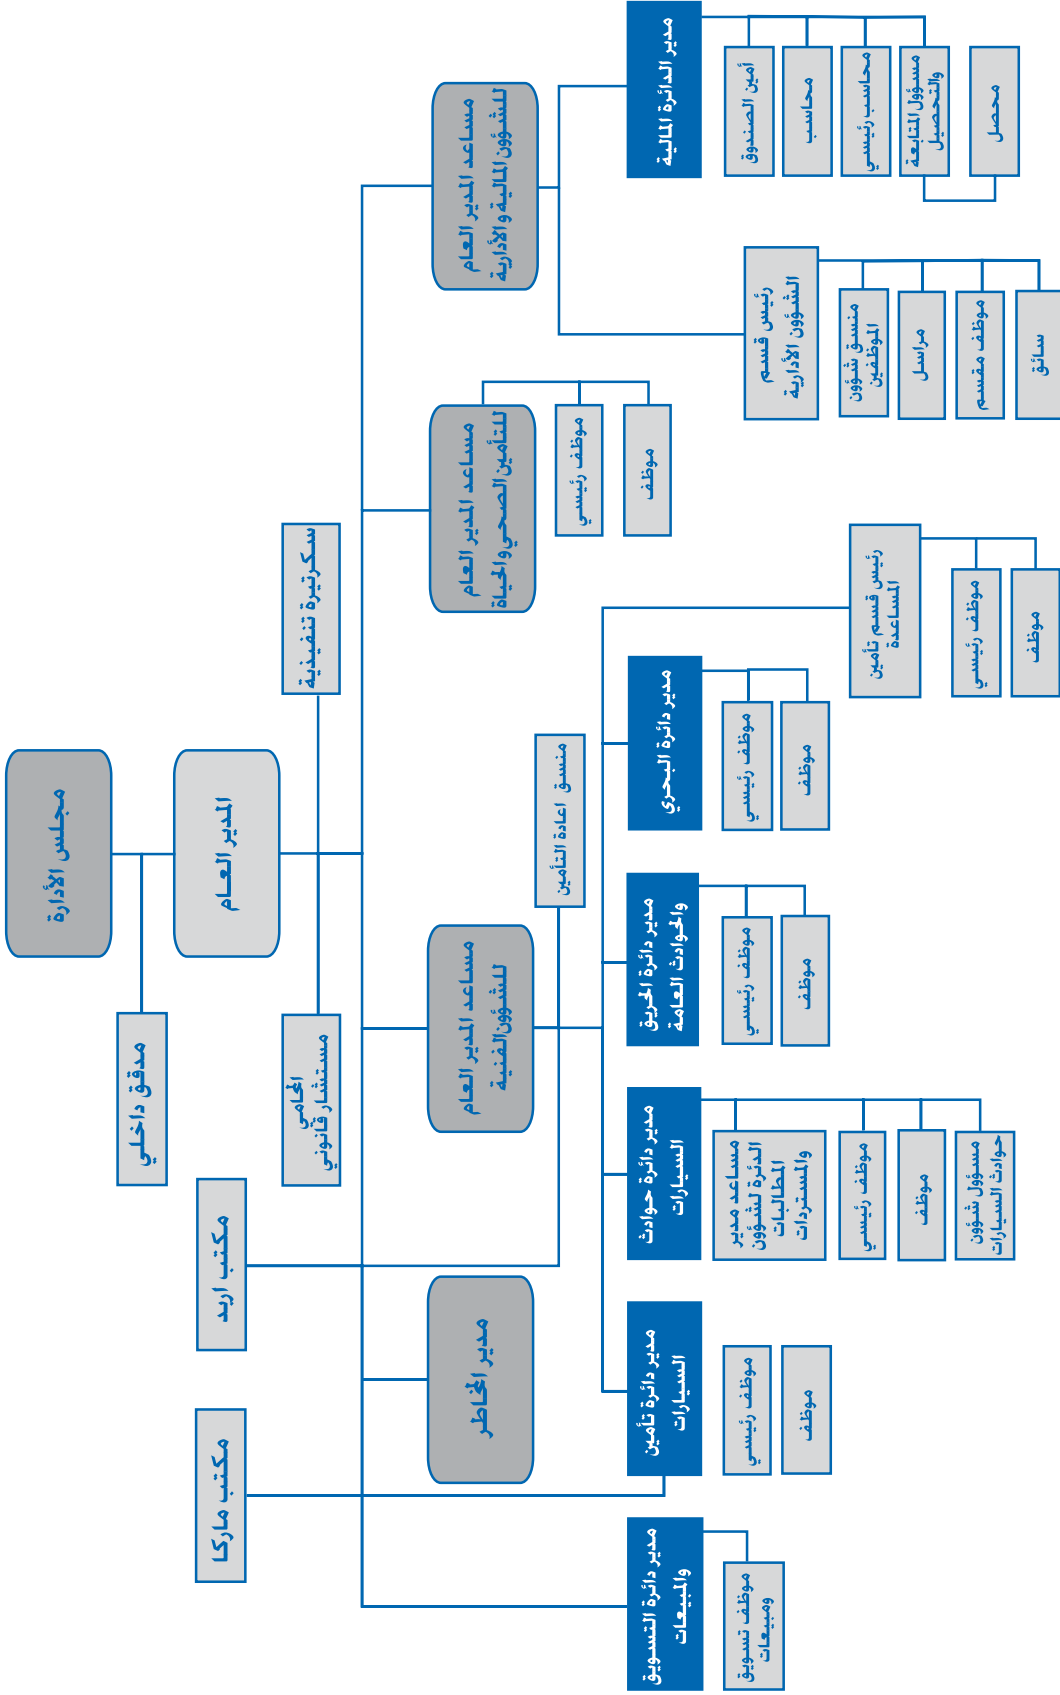 مجلس الأدارة
مدقق داخلي
المدير العام
سكرتيرة تنفيذية
المحامي
مستشار قانوني
مكتب اربد
مكتب ماركا
مساعد المدير العام
للشؤون المالية والأدارية
مساعد المدير العام
للتأمين الصحي والحياة
مساعد المدير العام
للشؤون الفنية
مدير المخاطر
منسق اعادة التأمين
مدير الدائرة المالية
أمين الصندوق
محاسب
محاسب رئيسي
مسؤول المتابعة
والتحصيل
محصل
رئيس قسم
الشؤون الأدارية
منسق شؤون
الموظفين
مراسل
موظف مقسم
سائق
موظف رئيسي
موظف
رئيس قسم تأمين
المساعدة
موظف رئيسي
موظف
مدير دائرة البحري
موظف رئيسي
موظف
مدير دائرة الحريق
والحوادث العامة
موظف رئيسي
موظف
مدير دائرة حوادث
السيارات
مساعد مدير
الدئرة لشؤون
المطالبات
والمستردات
موظف رئيسي
موظف
مسؤول شؤون
حوادث السيارات
مدير دائرة تأمين
السيارات
موظف رئيسي
موظف
مدير دائرة التسويق
والمبيعات
موظف تسويق
ومبيعات